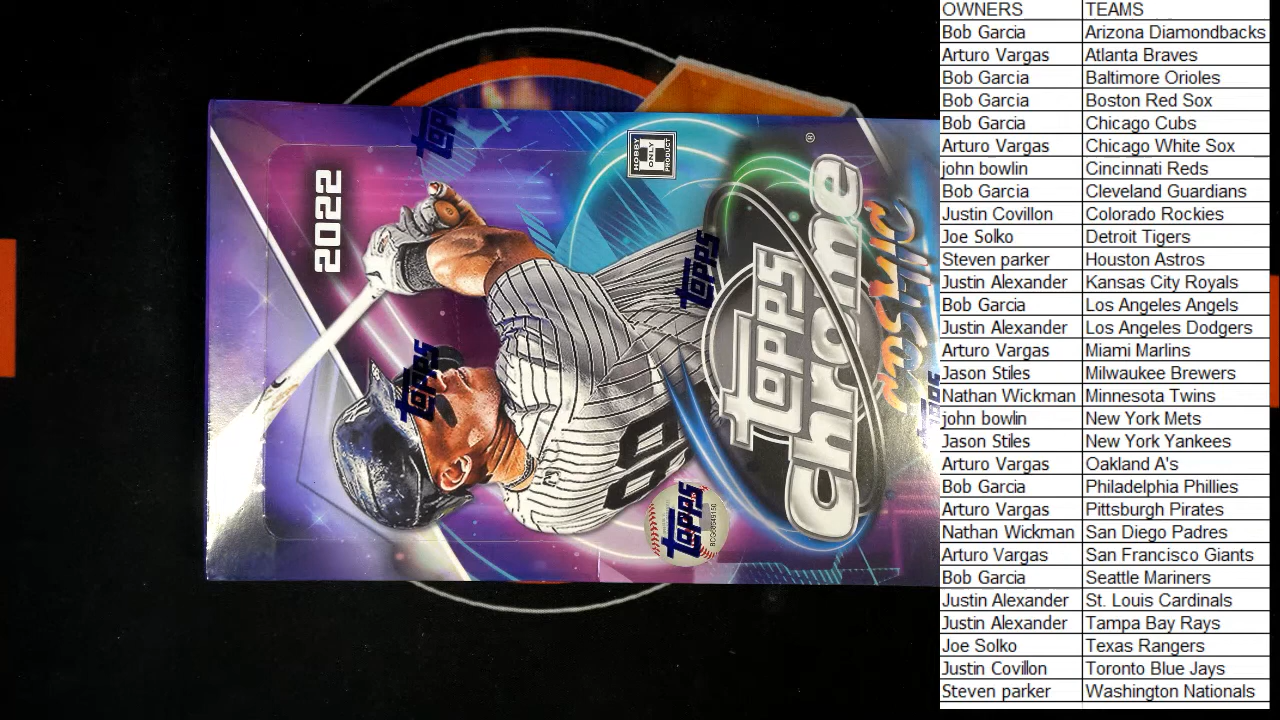 2022
HOBBY
ONLY
PRODUCT
topps
topps
topps
topps
topps
chrome
®
COSMIC
99
OWNERS TEAMS
Bob Garcia Arizona Diamondbacks
Arturo Vargas Atlanta Braves
Bob Garcia Baltimore Orioles
Bob Garcia Boston Red Sox
Bob Garcia Chicago Cubs
Arturo Vargas Chicago White Sox
john bowlin Cincinnati Reds
Bob Garcia Cleveland Guardians
Justin Covillon Colorado Rockies
Joe Solko Detroit Tigers
Steven parker Houston Astros
Justin Alexander Kansas City Royals
Bob Garcia Los Angeles Angels
Justin Alexander Los Angeles Dodgers
Arturo Vargas Miami Marlins
Jason Stiles Milwaukee Brewers
Nathan Wickman Minnesota Twins
john bowlin New York Mets
Jason Stiles New York Yankees
Arturo Vargas Oakland A's
Bob Garcia Philadelphia Phillies
Arturo Vargas Pittsburgh Pirates
Nathan Wickman San Diego Padres
Arturo Vargas San Francisco Giants
Bob Garcia Seattle Mariners
Justin Alexander St. Louis Cardinals
Justin Alexander Tampa Bay Rays
Joe Solko Texas Rangers
Justin Covillon Toronto Blue Jays
Steven parker Washington Nationals